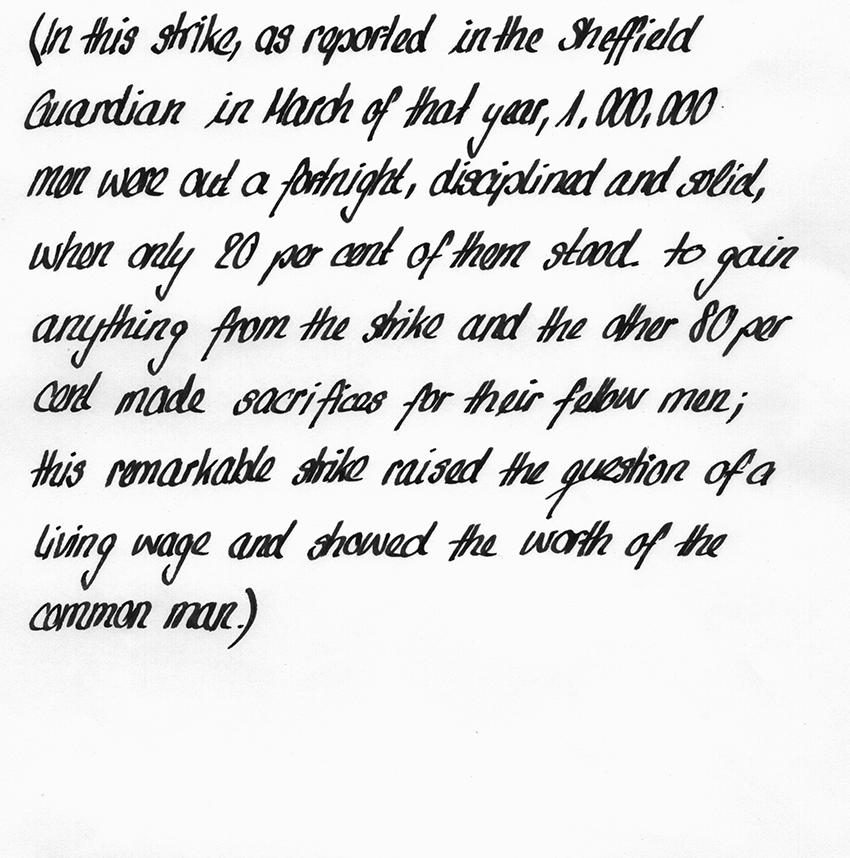 (In this strike, as reported in the Sheffield
Guardian in March of that year, 1,000,000
men were out a fortnight, disciplined and solid,
when only 20 per cent of them stood. to gain
anything from the strike and the other 80 per
cent made sacrifices for their fellow men;
this remarkable strike raised the question of a
living wage and showed the worth of the
common man.)